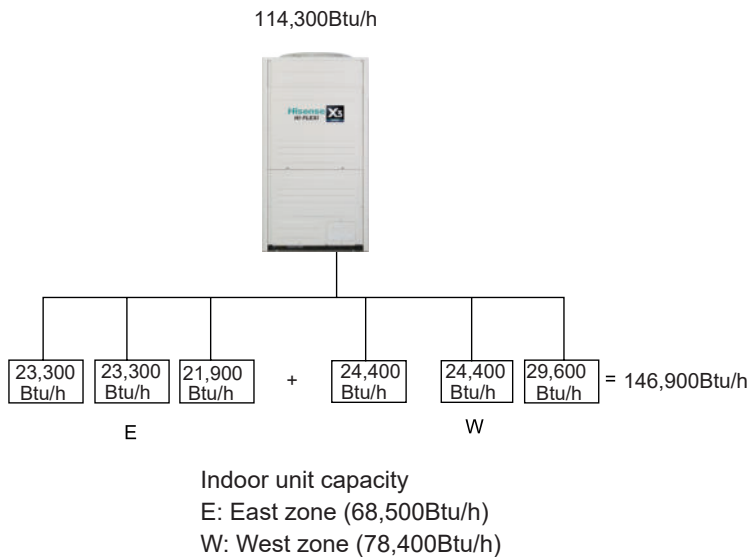 114,300Btu/h
Hisense X3
HI-FLEXI
23,300
Btu/h
23,300
Btu/h
21,900
Btu/h
+
24,400
Btu/h
24,400
Btu/h
29,600
Btu/h
= 146,900Btu/h
E
W
Indoor unit capacity
E: East zone (68,500Btu/h)
W: West zone (78,400Btu/h)